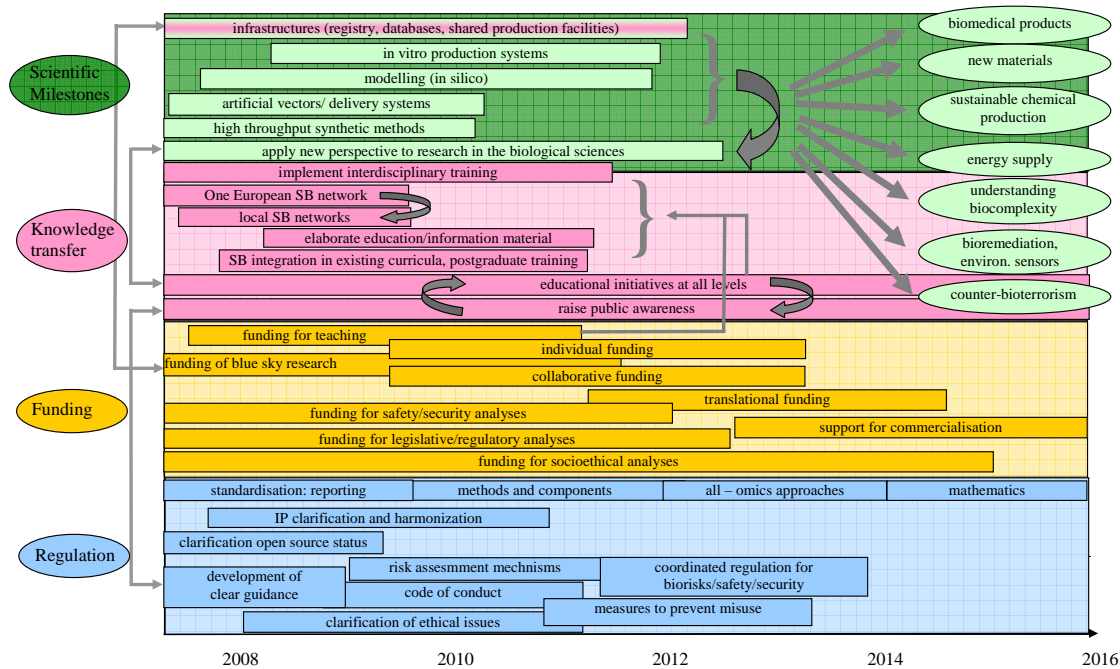 infrastructures (registry, databases, shared production facilities)
in vitro production systems
modelling (in silico)
artificial vectors/ delivery systems
high throughput synthetic methods
apply new perspective to research in the biological sciences
Scientific
Milestones
biomedical products
new materials
sustainable chemical
production
energy supply
understanding
biocomplexity
bioremediation,
environ. sensors
counter-bioterrorism
implement interdisciplinary training
One European SB network
local SB networks
elaborate education/information material
SB integration in existing curricula, postgraduate training
educational initiatives at all levels
raise public awareness
Knowledge
transfer
funding for teaching
individual funding
funding of blue sky research
collaborative funding
translational funding
funding for safety/security analyses
support for commercialisation
funding for legislative/regulatory analyses
funding for socioethical analyses
Funding
standardisation: reporting
methods and components
all – omics approaches
mathematics
IP clarification and harmonization
clarification open source status
Regulation
risk assesmment mechnisms
coordinated regulation for
biorisks/safety/security
development of
clear guidance
code of conduct
measures to prevent misuse
clarification of ethical issues
2008
2010
2012
2014
2016